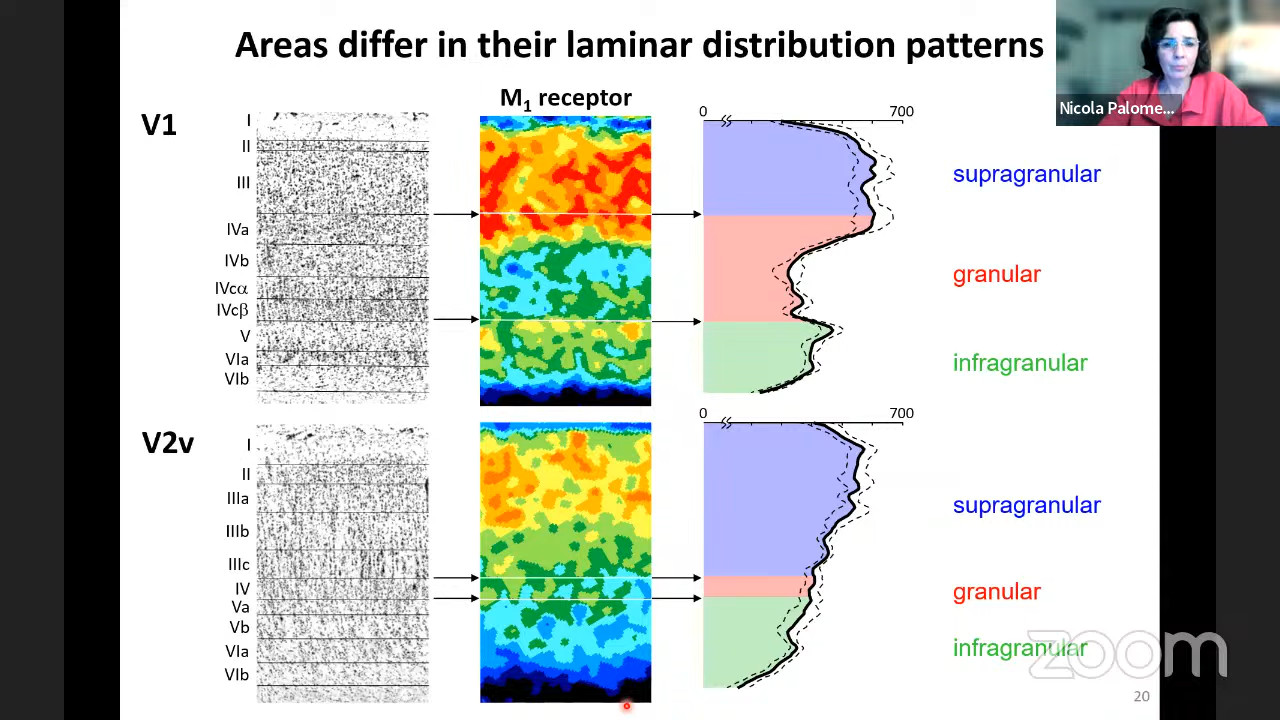 Areas differ in their laminar distribution patterns
Nicola Palome...
M1 receptor
V1
I
II
III
IVa
IVb
IVcα
IVcβ
V
VIa
VIb
0 700
supragranular
granular
infragranular
V2v
I
II
IIIa
IIIb
IIIc
IV
Va
Vb
VIa
VIb
0 700
supragranular
granular
infragranular
zoom
20